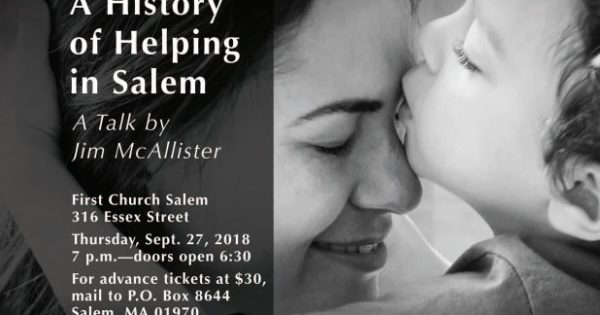 A History
of Helping
in Salem
A Talk by
Jim McAllister
First Church Salem
316 Essex Street
Thursday, Sept. 27, 2018
7 p.m.—doors open 6:30
For advance tickets at $30,
mail to P.O. Box 8644
Salem, MA 01970